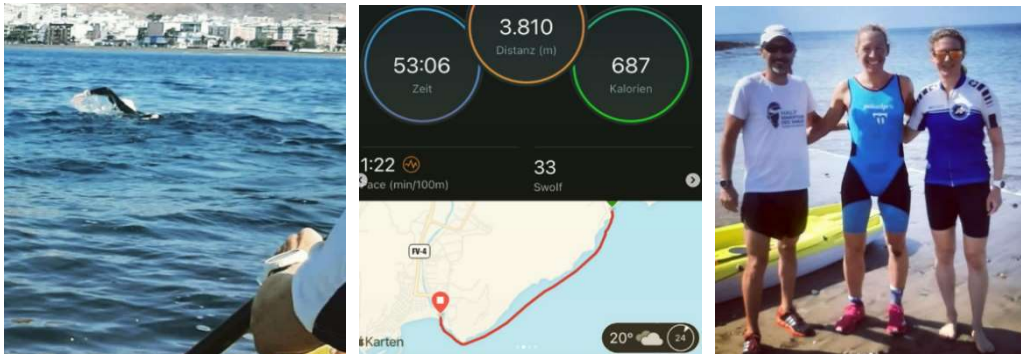 3.810
Distanz (m)
53:06
Zeit
687
Kalorien
1:22
ace (min/100m)
33
Swolf
FV-4
Karten
20°
24
11